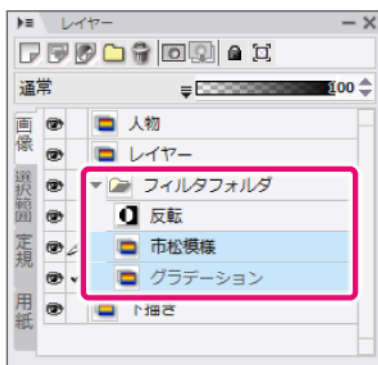 レイヤー
通常
100
画像
選択範囲
定規
用紙
人物
レイヤー
フィルタフォルダ
反転
市松模様
グラデーション
下描き